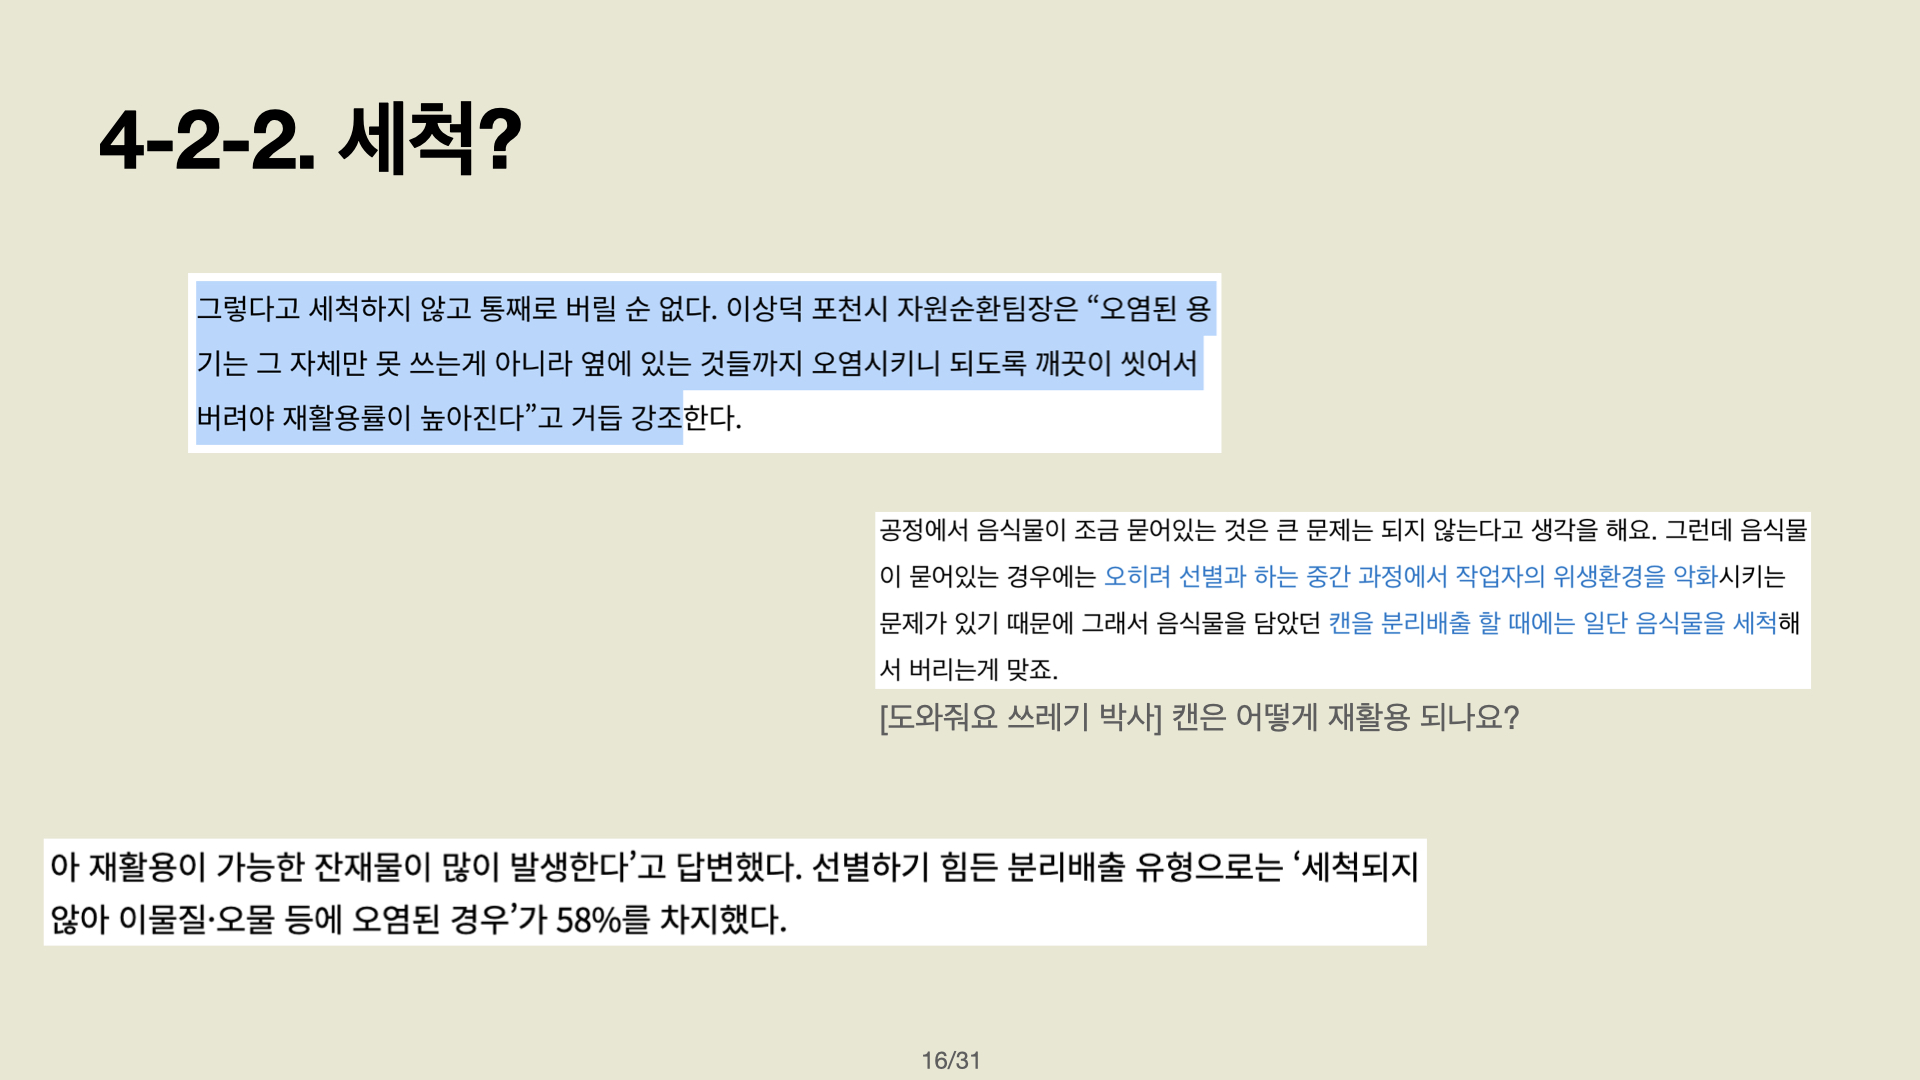 4-2-2. 세척?
그렇다고 세척하지 않고 통째로 버릴 순 없다. 이상덕 포천시 자원순환팀장은 “오염된 용
기는 그 자체만 못 쓰는게 아니라 옆에 있는 것들까지 오염시키니 되도록 깨끗이 씻어서
버려야 재활용률이 높아진다”고 거듭 강조한다.
공정에서 음식물이 조금 묻어있는 것은 큰 문제는 되지 않는다고 생각을 해요. 그런데 음식물
이 묻어있는 경우에는 오히려 선별과 하는 중간 과정에서 작업자의 위생환경을 악화시키는
문제가 있기 때문에 그래서 음식물을 담았던 캔을 분리배출 할 때에는 일단 음식물을 세척해
서 버리는게 맞죠.
[도와줘요 쓰레기 박사] 캔은 어떻게 재활용 되나요?
아 재활용이 가능한 잔재물이 많이 발생한다’고 답변했다. 선별하기 힘든 분리배출 유형으로는 ‘세척되지
않아 이물질·오물 등에 오염된 경우’가 58%를 차지했다.
16/31